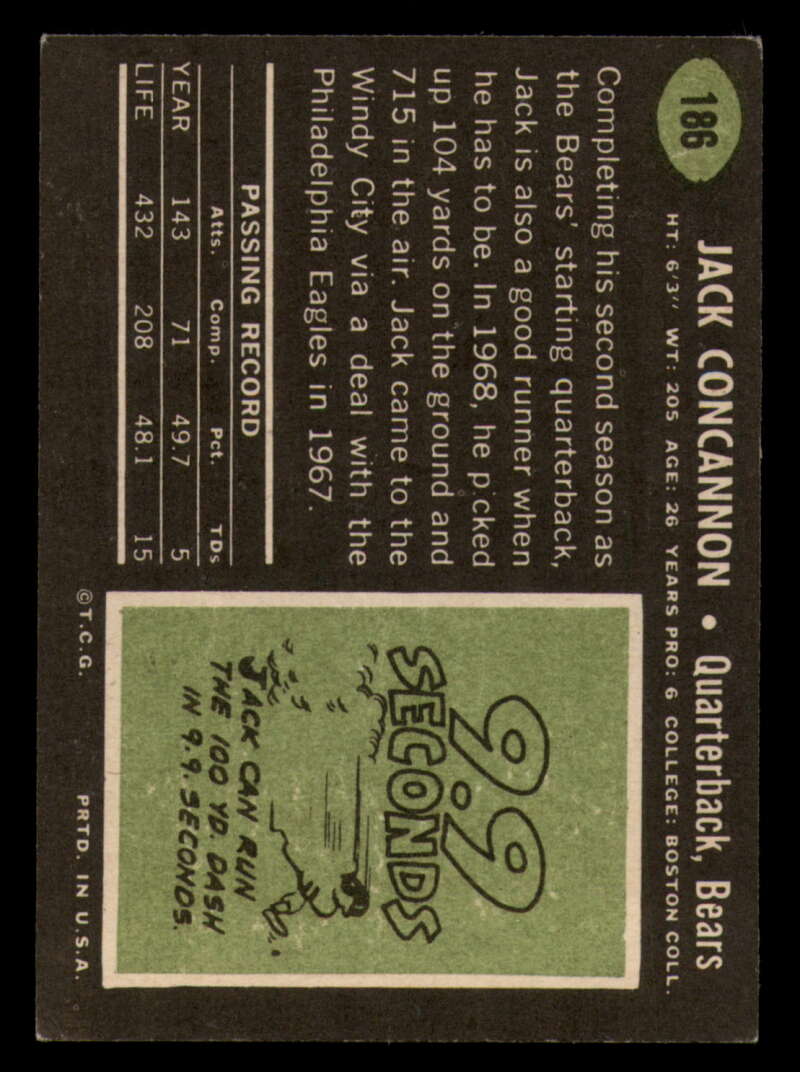 186
JACK CONCANNON • Quarterback, Bears
HT: 6'3" WT: 205 AGE: 26 YEARS PRO: 6 COLLEGE: BOSTON COLL.
Completing his second season as
the Bears' starting quarterback,
Jack is also a good runner when
he has to be. In 1968, he picked
up 104 yards on the ground and
715 in the air. Jack came to the
Windy City via a deal with the
Philadelphia Eagles in 1967.
PASSING RECORD
Atts. Comp. Pct. TDs
YEAR 143 71 49.7 5
LIFE 432 208 48.1 15
9.9
SECONDS
JACK CAN RUN
THE 100 YD. DASH
IN 9.9. SECONDS.
©T.C.G. PRTD. IN U.S.A.